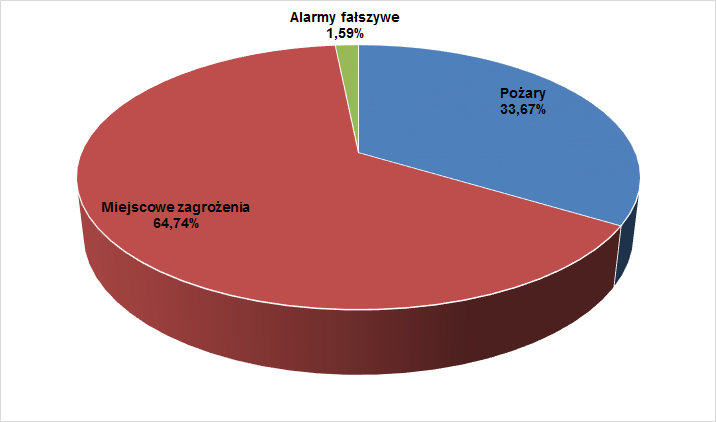 Alarmy fałszywe
1,59%
Pożary
33,67%
Miejscowe zagrożenia
64,74%